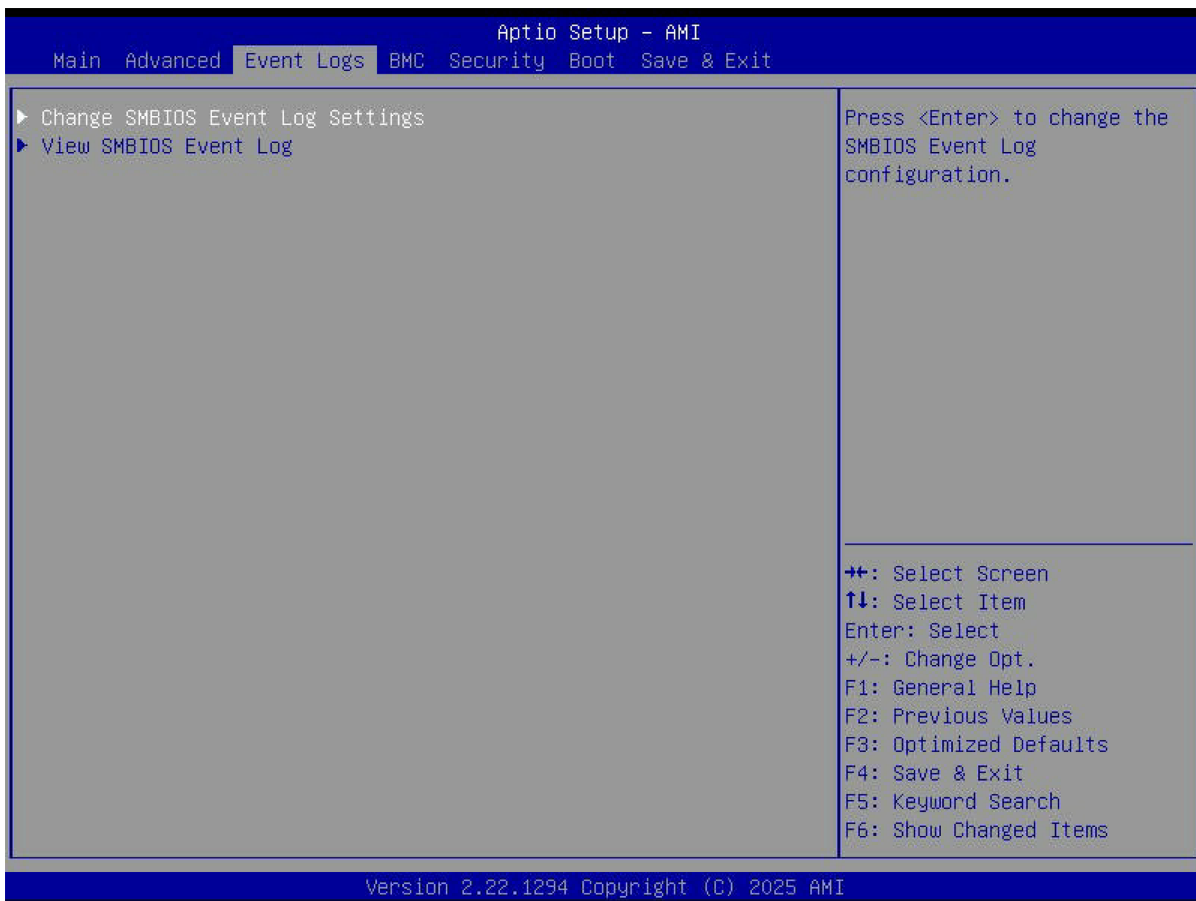 Aptio Setup – AMI
Main Advanced Event Logs BMC Security Boot Save & Exit
▶ Change SMBIOS Event Log Settings
▶ View SMBIOS Event Log
Press <Enter> to change the
SMBIOS Event Log
configuration.
→←: Select Screen
↑↓: Select Item
Enter: Select
+/-: Change Opt.
F1: General Help
F2: Previous Values
F3: Optimized Defaults
F4: Save & Exit
F5: Keyword Search
F6: Show Changed Items
Version 2.22.1294 Copyright (C) 2025 AMI